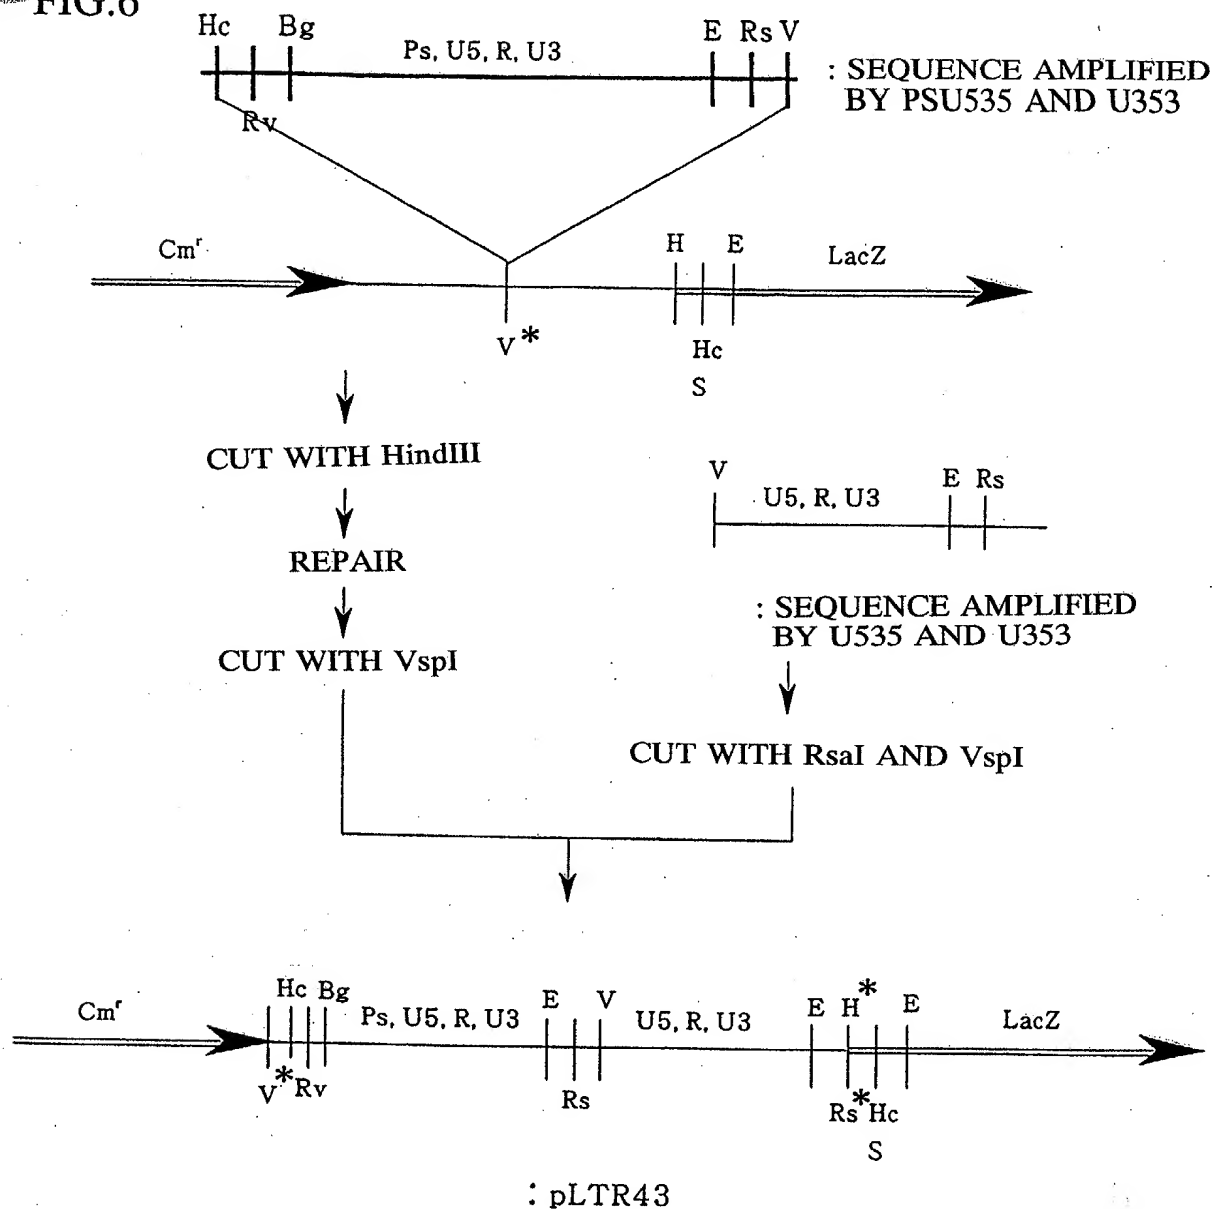 FIG.6
Hc Bg Ps, U5, R, U3 E Rs V
Rv
: SEQUENCE AMPLIFIED
BY PSU535 AND U353
Cmr H E LacZ
V*
Hc
S
CUT WITH HindIII
REPAIR
CUT WITH VspI
V U5, R, U3 E Rs
: SEQUENCE AMPLIFIED
BY U535 AND U353
CUT WITH RsaI AND VspI
Cmr Hc Bg Ps, U5, R, U3 E V U5, R, U3 E H* E LacZ
V* Rv Rs Rs* Hc
S
: pLTR43